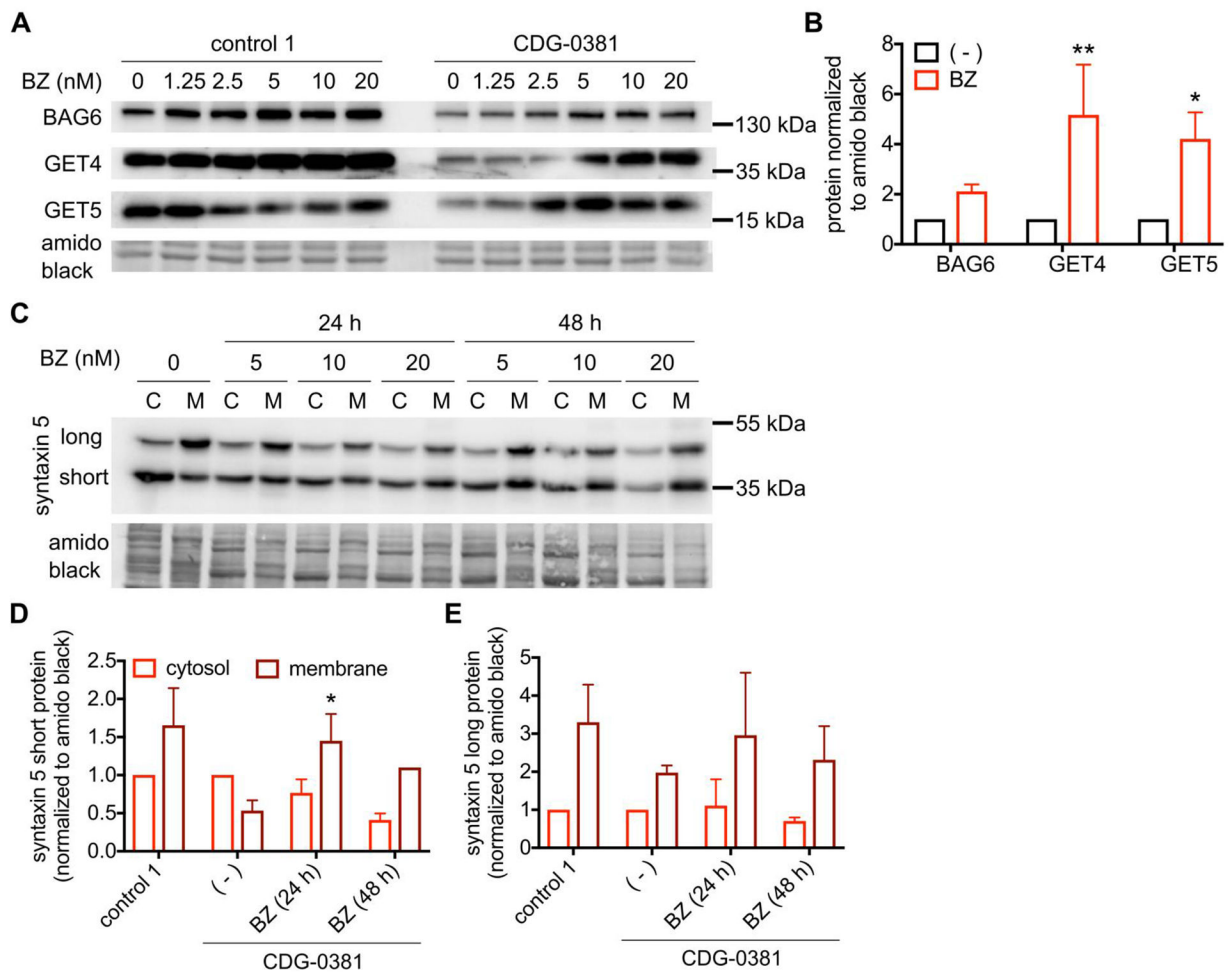 A
control 1 CDG-0381
BZ (nM) 0 1.25 2.5 5 10 20 0 1.25 2.5 5 10 20
BAG6
130 kDa
GET4
35 kDa
GET5
15 kDa
amido
black
B
protein normalized
to amido black
8
6
4
2
0
( - )
BZ
**
*
BAG6 GET4 GET5
C
24 h 48 h
BZ (nM) 0 5 10 20 5 10 20
C M C M C M C M C M C M C M
syntaxin 5
long
short
55 kDa
35 kDa
amido
black
D
syntaxin 5 short protein
(normalized to amido black)
2.5
2.0
1.5
1.0
0.5
0.0
cytosol membrane
*
control 1 ( - ) BZ (24 h) BZ (48 h)
CDG-0381
E
syntaxin 5 long protein
(normalized to amido black)
5
4
3
2
1
0
control 1 ( - ) BZ (24 h) BZ (48 h)
CDG-0381